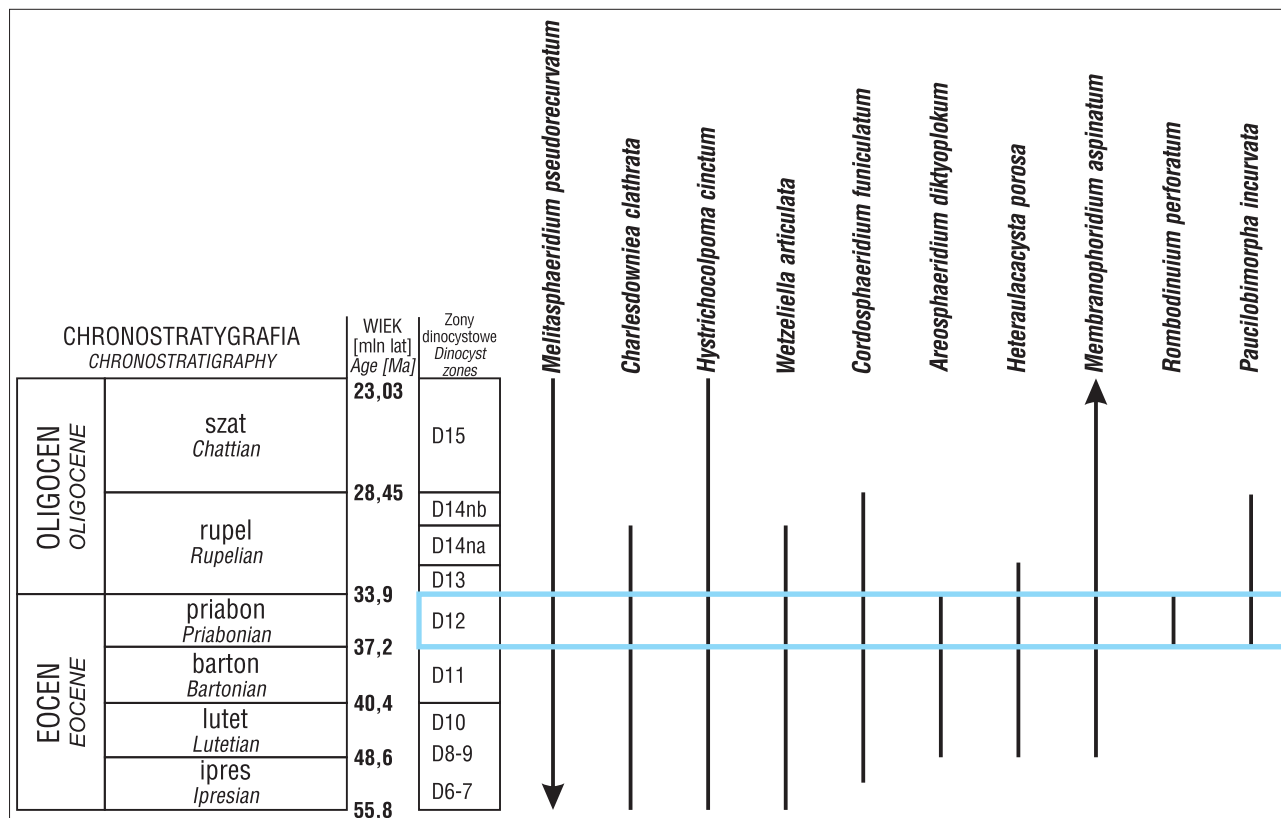 Melitasphaeridium pseudorecurvatum
Charlesdowniea clathrata
Hystrichocolpoma cinctum
Wetzeliella articulata
Cordosphaeridium funiculatum
Areosphaeridium diktyoplokum
Heteraulacacysta porosa
Membranophoridium aspinatum
Rombodinuium perforatum
Paucilobimorpha incurvata
CHRONOSTRATYGRAFIA
CHRONOSTRATIGRAPHY
WIEK
[mln lat]
Age [Ma]
Zony
dinocystowe
Dinocyst
zones
OLIGOCEN
OLIGOCENE
EOCEN
EOCENE
szat
Chattian
rupel
Rupelian
priabon
Priabonian
barton
Bartonian
lutet
Lutetian
ipres
Ipresian
23,03
28,45
33,9
37,2
40,4
48,6
55,8
D15
D14nb
D14na
D13
D12
D11
D10
D8-9
D6-7